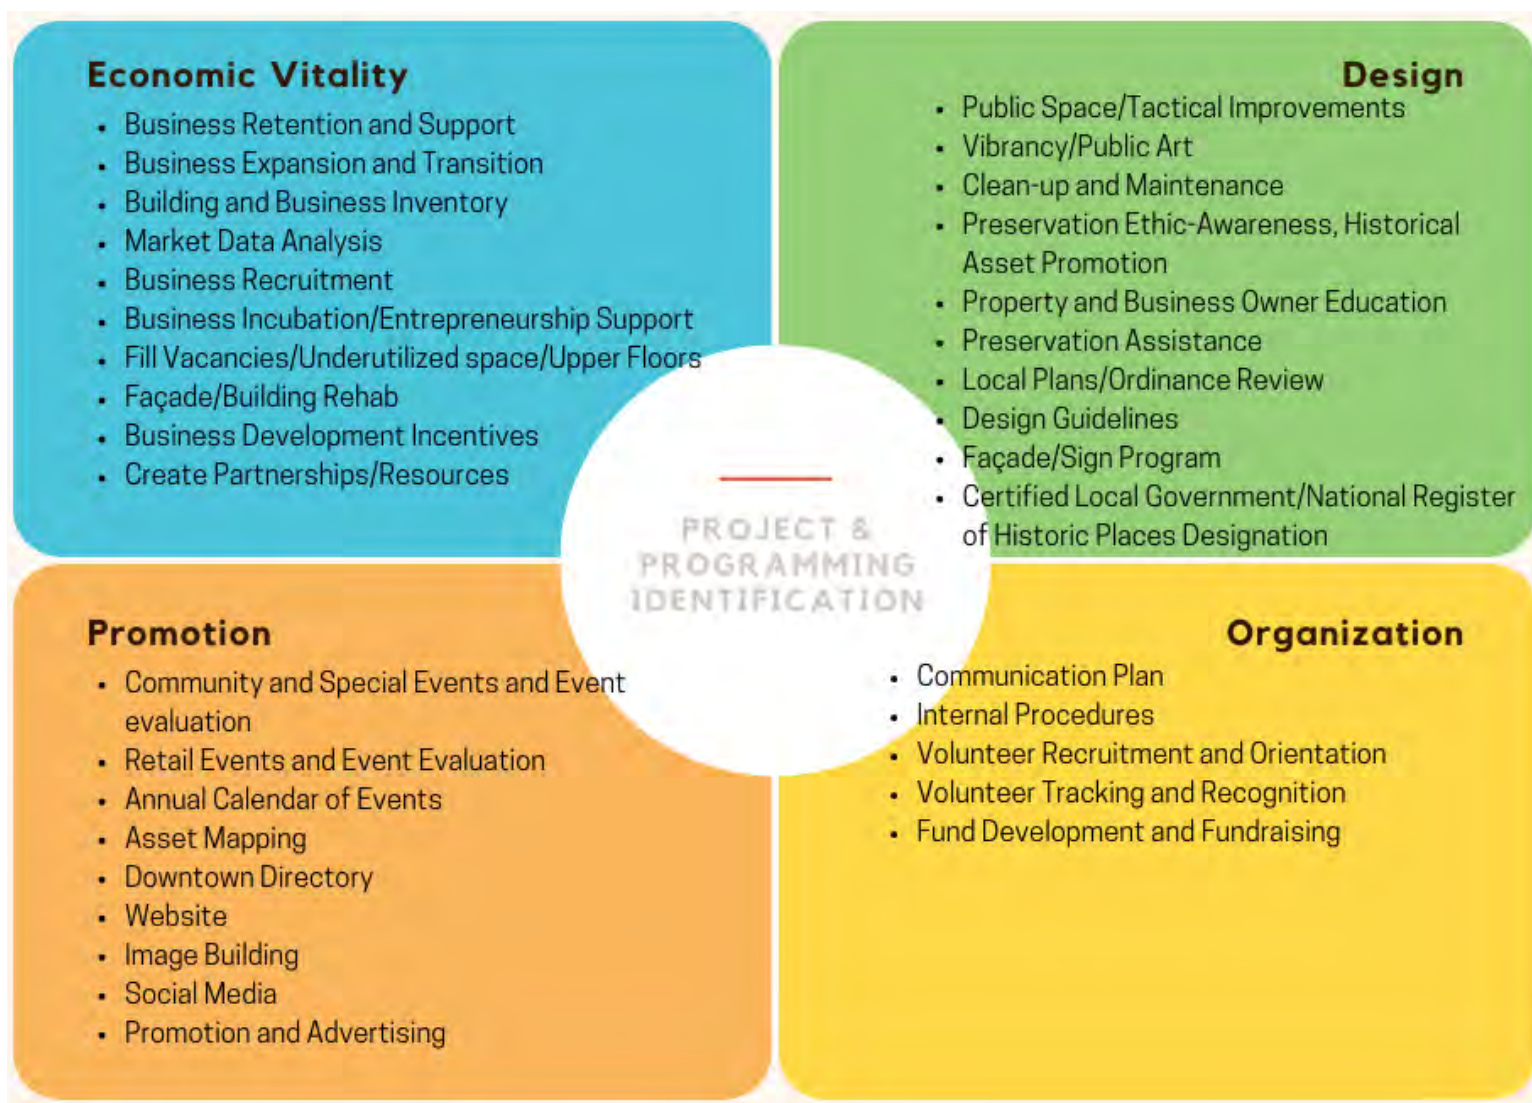 Economic Vitality
• Business Retention and Support
• Business Expansion and Transition
• Building and Business Inventory
• Market Data Analysis
• Business Recruitment
• Business Incubation/Entrepreneurship Support
• Fill Vacancies/Underutilized space/Upper Floors
• Façade/Building Rehab
• Business Development Incentives
• Create Partnerships/Resources
Design
• Public Space/Tactical Improvements
• Vibrancy/Public Art
• Clean-up and Maintenance
• Preservation Ethic-Awareness, Historical
Asset Promotion
• Property and Business Owner Education
• Preservation Assistance
• Local Plans/Ordinance Review
• Design Guidelines
• Façade/Sign Program
• Certified Local Government/National Register
of Historic Places Designation
PROJECT &
PROGRAMMING
IDENTIFICATION
Promotion
• Community and Special Events and Event
evaluation
• Retail Events and Event Evaluation
• Annual Calendar of Events
• Asset Mapping
• Downtown Directory
• Website
• Image Building
• Social Media
• Promotion and Advertising
Organization
• Communication Plan
• Internal Procedures
• Volunteer Recruitment and Orientation
• Volunteer Tracking and Recognition
• Fund Development and Fundraising